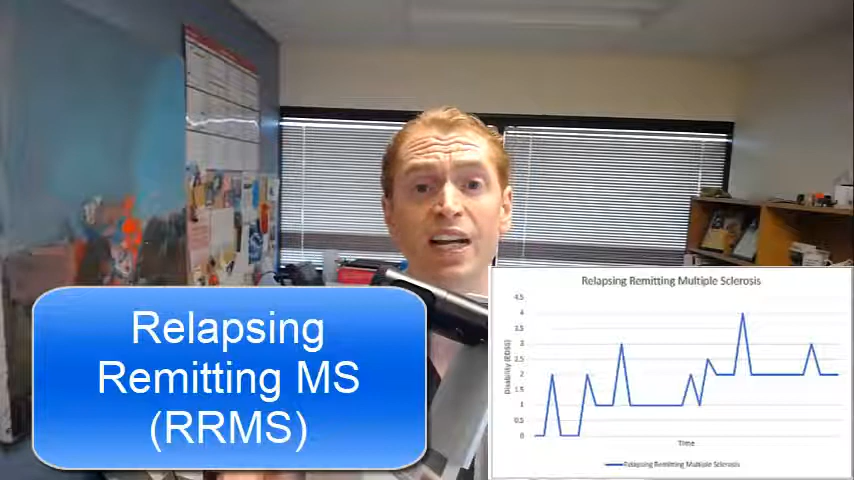 Relapsing
Remitting MS
(RRMS)
Relapsing Remitting Multiple Sclerosis
4.5
4
3.5
3
2.5
2
1.5
1
0.5
0
Disability (EDSS)
Time
Relapsing Remitting Multiple Sclerosis